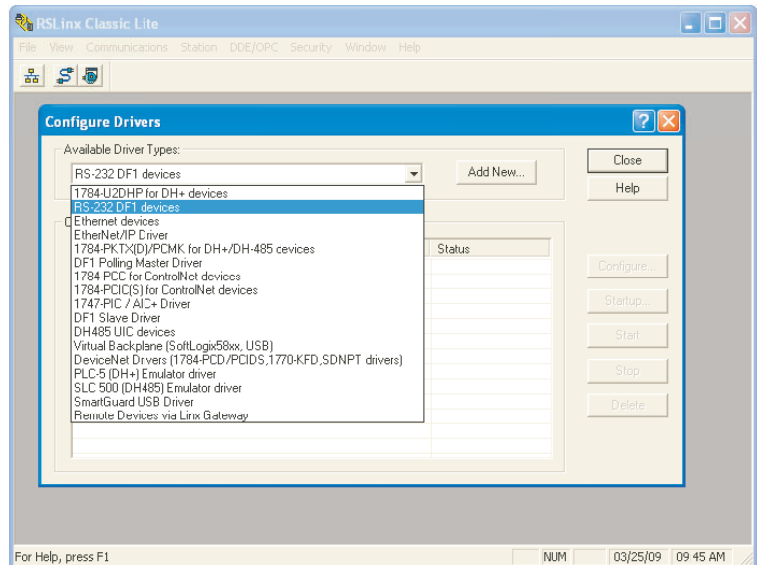 RSLinx Classic Lite
File View Communications Station DDE/OPC Security Window Help
Configure Drivers
Available Driver Types:
RS-232 DF1 devices
Add New...
Close
Help
1784-U2DHP for DH+ devices
RS-232 DF1 devices
Ethernet devices
EtherNet/IP Driver
1784-PKTX(D)/PCMK for DH+/DH-485 devices
DF1 Polling Master Driver
1784-PCC for ControlNet devices
1784-PCIC(S) for ControlNet devices
1747-PIC / AIC+ Driver
DF1 Slave Driver
DH485 UIC devices
Virtual Backplane (SoftLogix58xx, USB)
DeviceNet Drivers (1784-PCD/PCIDS,1770-KFD,SDNPT drivers)
PLC-5 (DH+) Emulator driver
SLC 500 (DH485) Emulator driver
SmartGuard USB Driver
Remote Devices via Linx Gateway
Status
Configure...
Startup...
Start
Stop
Delete
For Help, press F1
NUM
03/25/09
09:45 AM